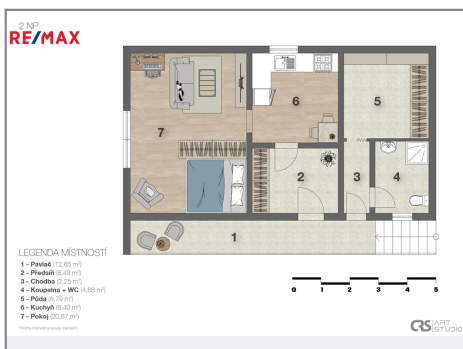 2 NP
RE/MAX
7
6
5
2
3
4
1
LEGENDA MÍSTNOSTÍ
1 - Pavlač (12,65 m²)
2 - Předsíň (6,48 m²)
3 - Chodba (2,25 m²)
4 - Koupelna + WC (4,68 m²)
5 - Půda (8,79 m²)
6 - Kuchyň (8,40 m²)
7 - Pokoj (20,87 m²)
0 1 2 3 4 5
CRS ART STUDIO